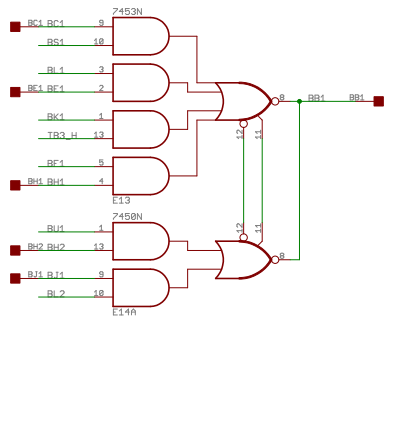 7453N
BC1 BC1 9
BS1 10
BL1 3
BE1 BE1 2
BK1 1
TB3_H 13
BF1 5
BH1 BH1 4
E13
8 BB1 BB1
12 11
7450N
12 11
BU1 1
BH2 BH2 13
BJ1 BJ1 9
BL2 10
8
E14A